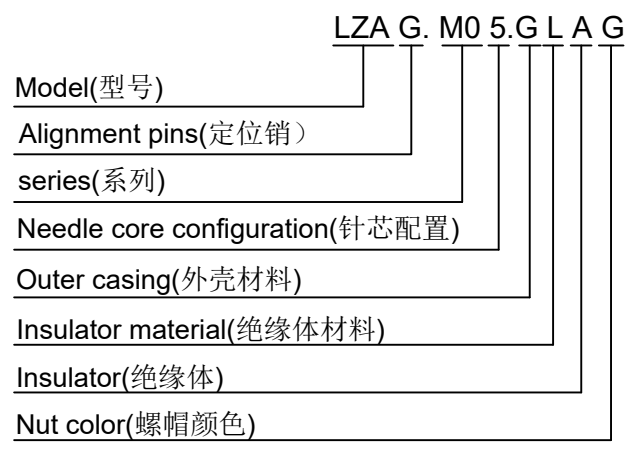 LZA G. M0 5.G L A G
Model(型号)
Alignment pins(定位销）
series(系列)
Needle core configuration(针芯配置)
Outer casing(外壳材料)
Insulator material(绝缘体材料)
Insulator(绝缘体)
Nut color(螺帽颜色)